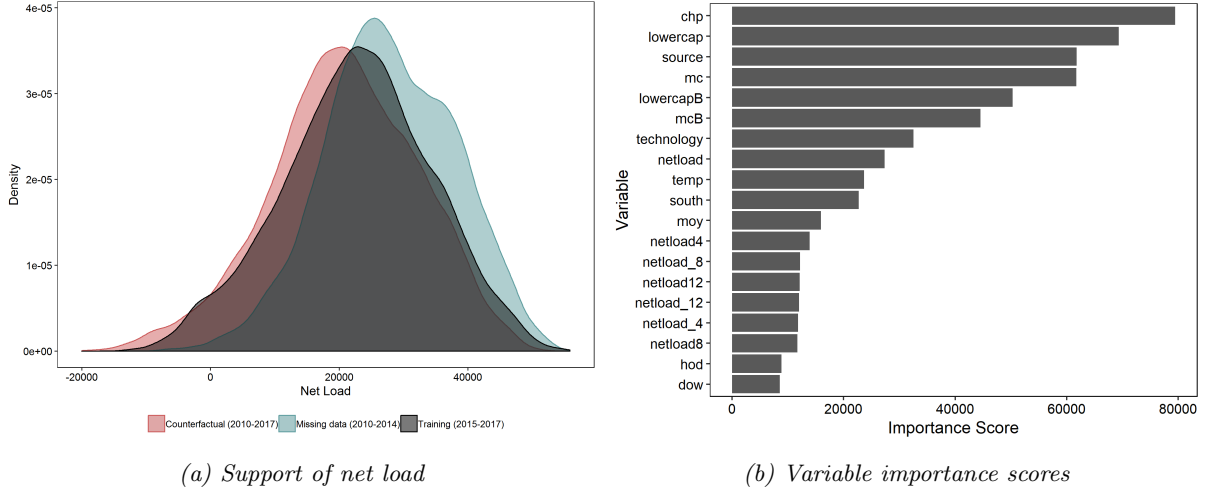 4e-05
3e-05
2e-05
1e-05
0e+00
Density
-20000 0 20000 40000
Net Load
Counterfactual (2010-2017) Missing data (2010-2014) Training (2015-2017)
(a) Support of net load
chp
lowercap
source
mc
lowercapB
mcB
technology
netload
temp
south
moy
netload4
netload_8
netload12
netload_12
netload_4
netload8
hod
dow
Variable
0 20000 40000 60000 80000
Importance Score
(b) Variable importance scores